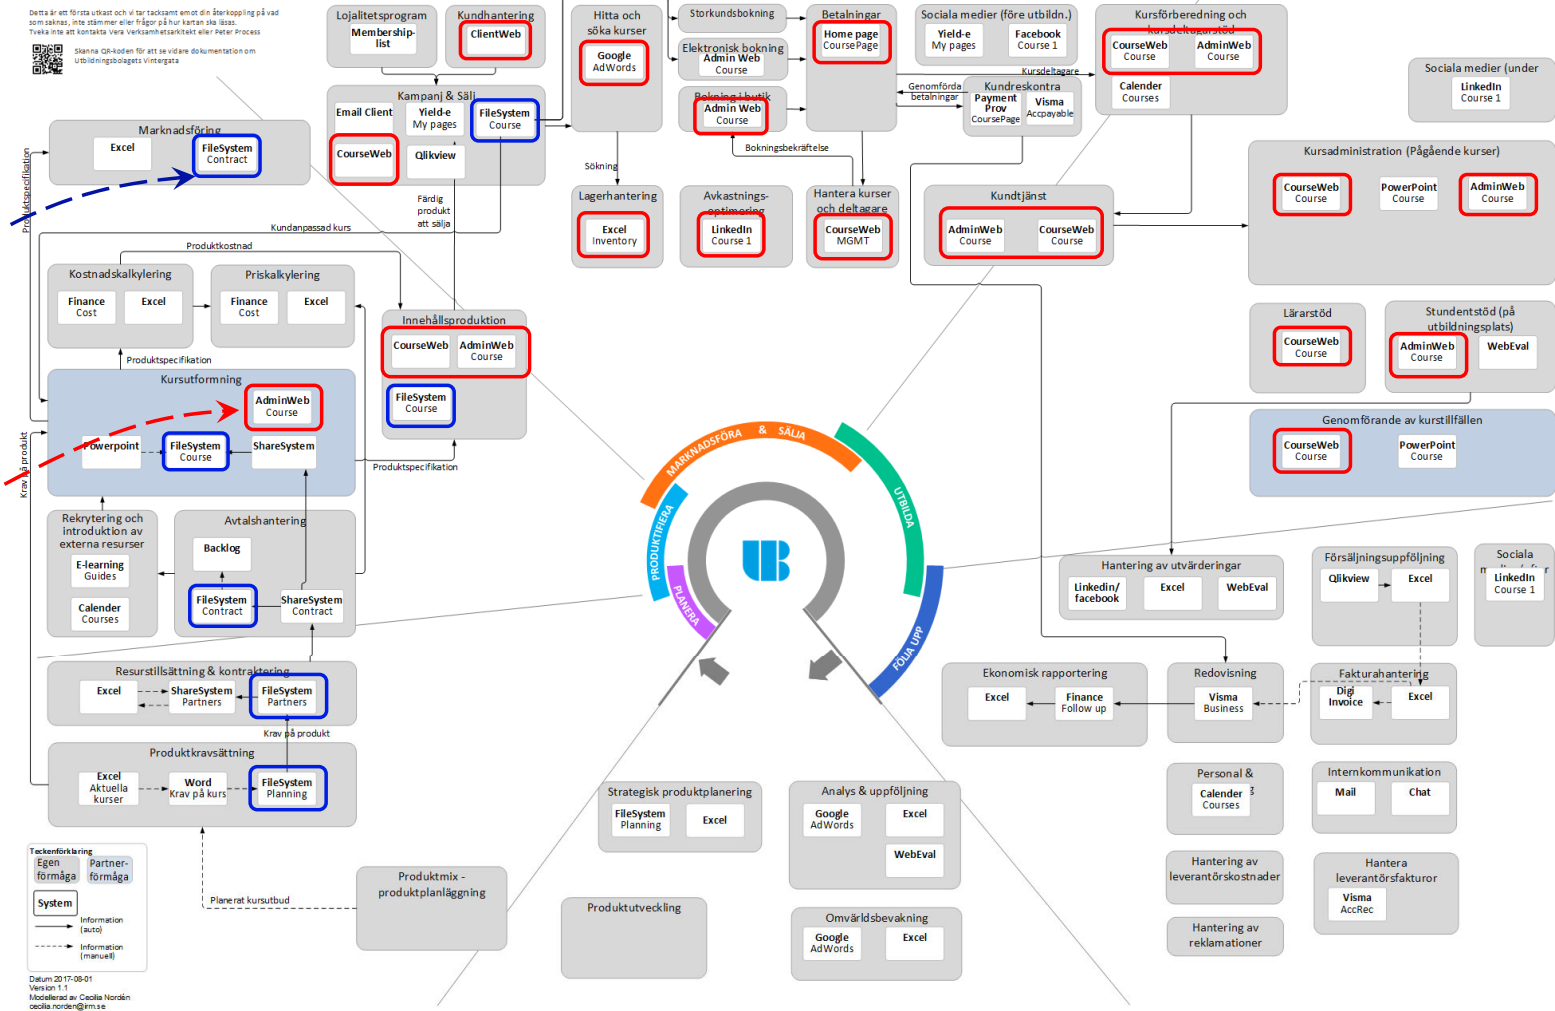 Detta är ett första utkast och vi tar tacksamt emot din återkoppling på vad
som saknas, inte stämmer eller frågor på hur kartan ska läsas.
Tveka inte att kontakta Vera Verksamhetsarkitekt eller Peter Process
Skanna QR-koden för att se vidare dokumentation om
Utbildningsbolagets Vintergata
Lojalitetsprogram
Membership-
list
Kundhantering
ClientWeb
Hitta och
söka kurser
Google
AdWords
Storkundsbokning
Elektronisk bokning
Admin Web
Course
Bokning i butik
Admin Web
Course
Betalningar
Home page
CoursePage
Sociala medier (före utbildn.)
Yield-e
My pages
Facebook
Course 1
Kursförberedning och
kursdeltagarstöd
CourseWeb
Course
AdminWeb
Course
Calender
Courses
Kursdeltagare
Genomförda
betalningar
Kundreskontra
Payment
Prov
CoursePage
Visma
Accpayable
Sociala medier (under
LinkedIn
Course 1
Kampanj & Sälj
Email Client
Yield-e
My pages
FileSystem
Course
CourseWeb
Qlikview
Marknadsföring
Excel
FileSystem
Contract
Produktspecifikation
Bokningsbekräftelse
Sökning
Färdig
produkt
att sälja
Kundanpassad kurs
Lagerhantering
Excel
Inventory
Avkastnings-
optimering
LinkedIn
Course 1
Hantera kurser
och deltagare
CourseWeb
MGMT
Kundtjänst
AdminWeb
Course
CourseWeb
Course
Kursadministration (Pågående kurser)
CourseWeb
Course
PowerPoint
Course
AdminWeb
Course
Produktkostnad
Kostnadskalkylering
Finance
Cost
Excel
Priskalkylering
Finance
Cost
Excel
Innehållsproduktion
CourseWeb
AdminWeb
Course
FileSystem
Course
Lärarstöd
CourseWeb
Course
Studentstöd (på
utbildningsplats)
AdminWeb
Course
WebEval
Produktspecifikation
Kursutformning
AdminWeb
Course
Powerpoint
FileSystem
Course
ShareSystem
Krav på produkt
Produktspecifikation
Genomförande av kurstillfällen
CourseWeb
Course
PowerPoint
Course
MARKNADSFÖRA & SÄLJA
UTBILDA
PRODUKTIFIERA
PLANERA
FÖLJA UPP
UB
Rekrytering och
introduktion av
externa resurser
E-learning
Guides
Calender
Courses
Avtalshantering
Backlog
FileSystem
Contract
ShareSystem
Contract
Hantering av utvärderingar
Linkedin/
facebook
Excel
WebEval
Försäljningsuppföljning
Qlikview
Excel
Sociala
LinkedIn
Course 1
Resurstillsättning & kontraktering
Excel
ShareSystem
Partners
FileSystem
Partners
Krav på produkt
Ekonomisk rapportering
Excel
Finance
Follow up
Redovisning
Visma
Business
Fakturahantering
Digi
Invoice
Excel
Produktkravsättning
Excel
Aktuella
kurser
Word
Krav på kurs
FileSystem
Planning
Strategisk produktplanering
FileSystem
Planning
Excel
Analys & uppföljning
Google
AdWords
Excel
WebEval
Personal &
Calender
Courses
Internkommunikation
Mail
Chat
Teckenförklaring
Egen
förmåga
Partner-
förmåga
System
Information
(auto)
Information
(manuell)
Planerat kursutbud
Produktmix -
produktplanläggning
Produktutveckling
Omvärldsbevakning
Google
AdWords
Excel
Hantering av
leverantörskostnader
Hantera
leverantörsfakturor
Visma
AccRec
Hantering av
reklamationer
Datum 2017-08-01
Version 1.1
Modellerad av Cecilia Nordén
cecilia.norden@irm.se